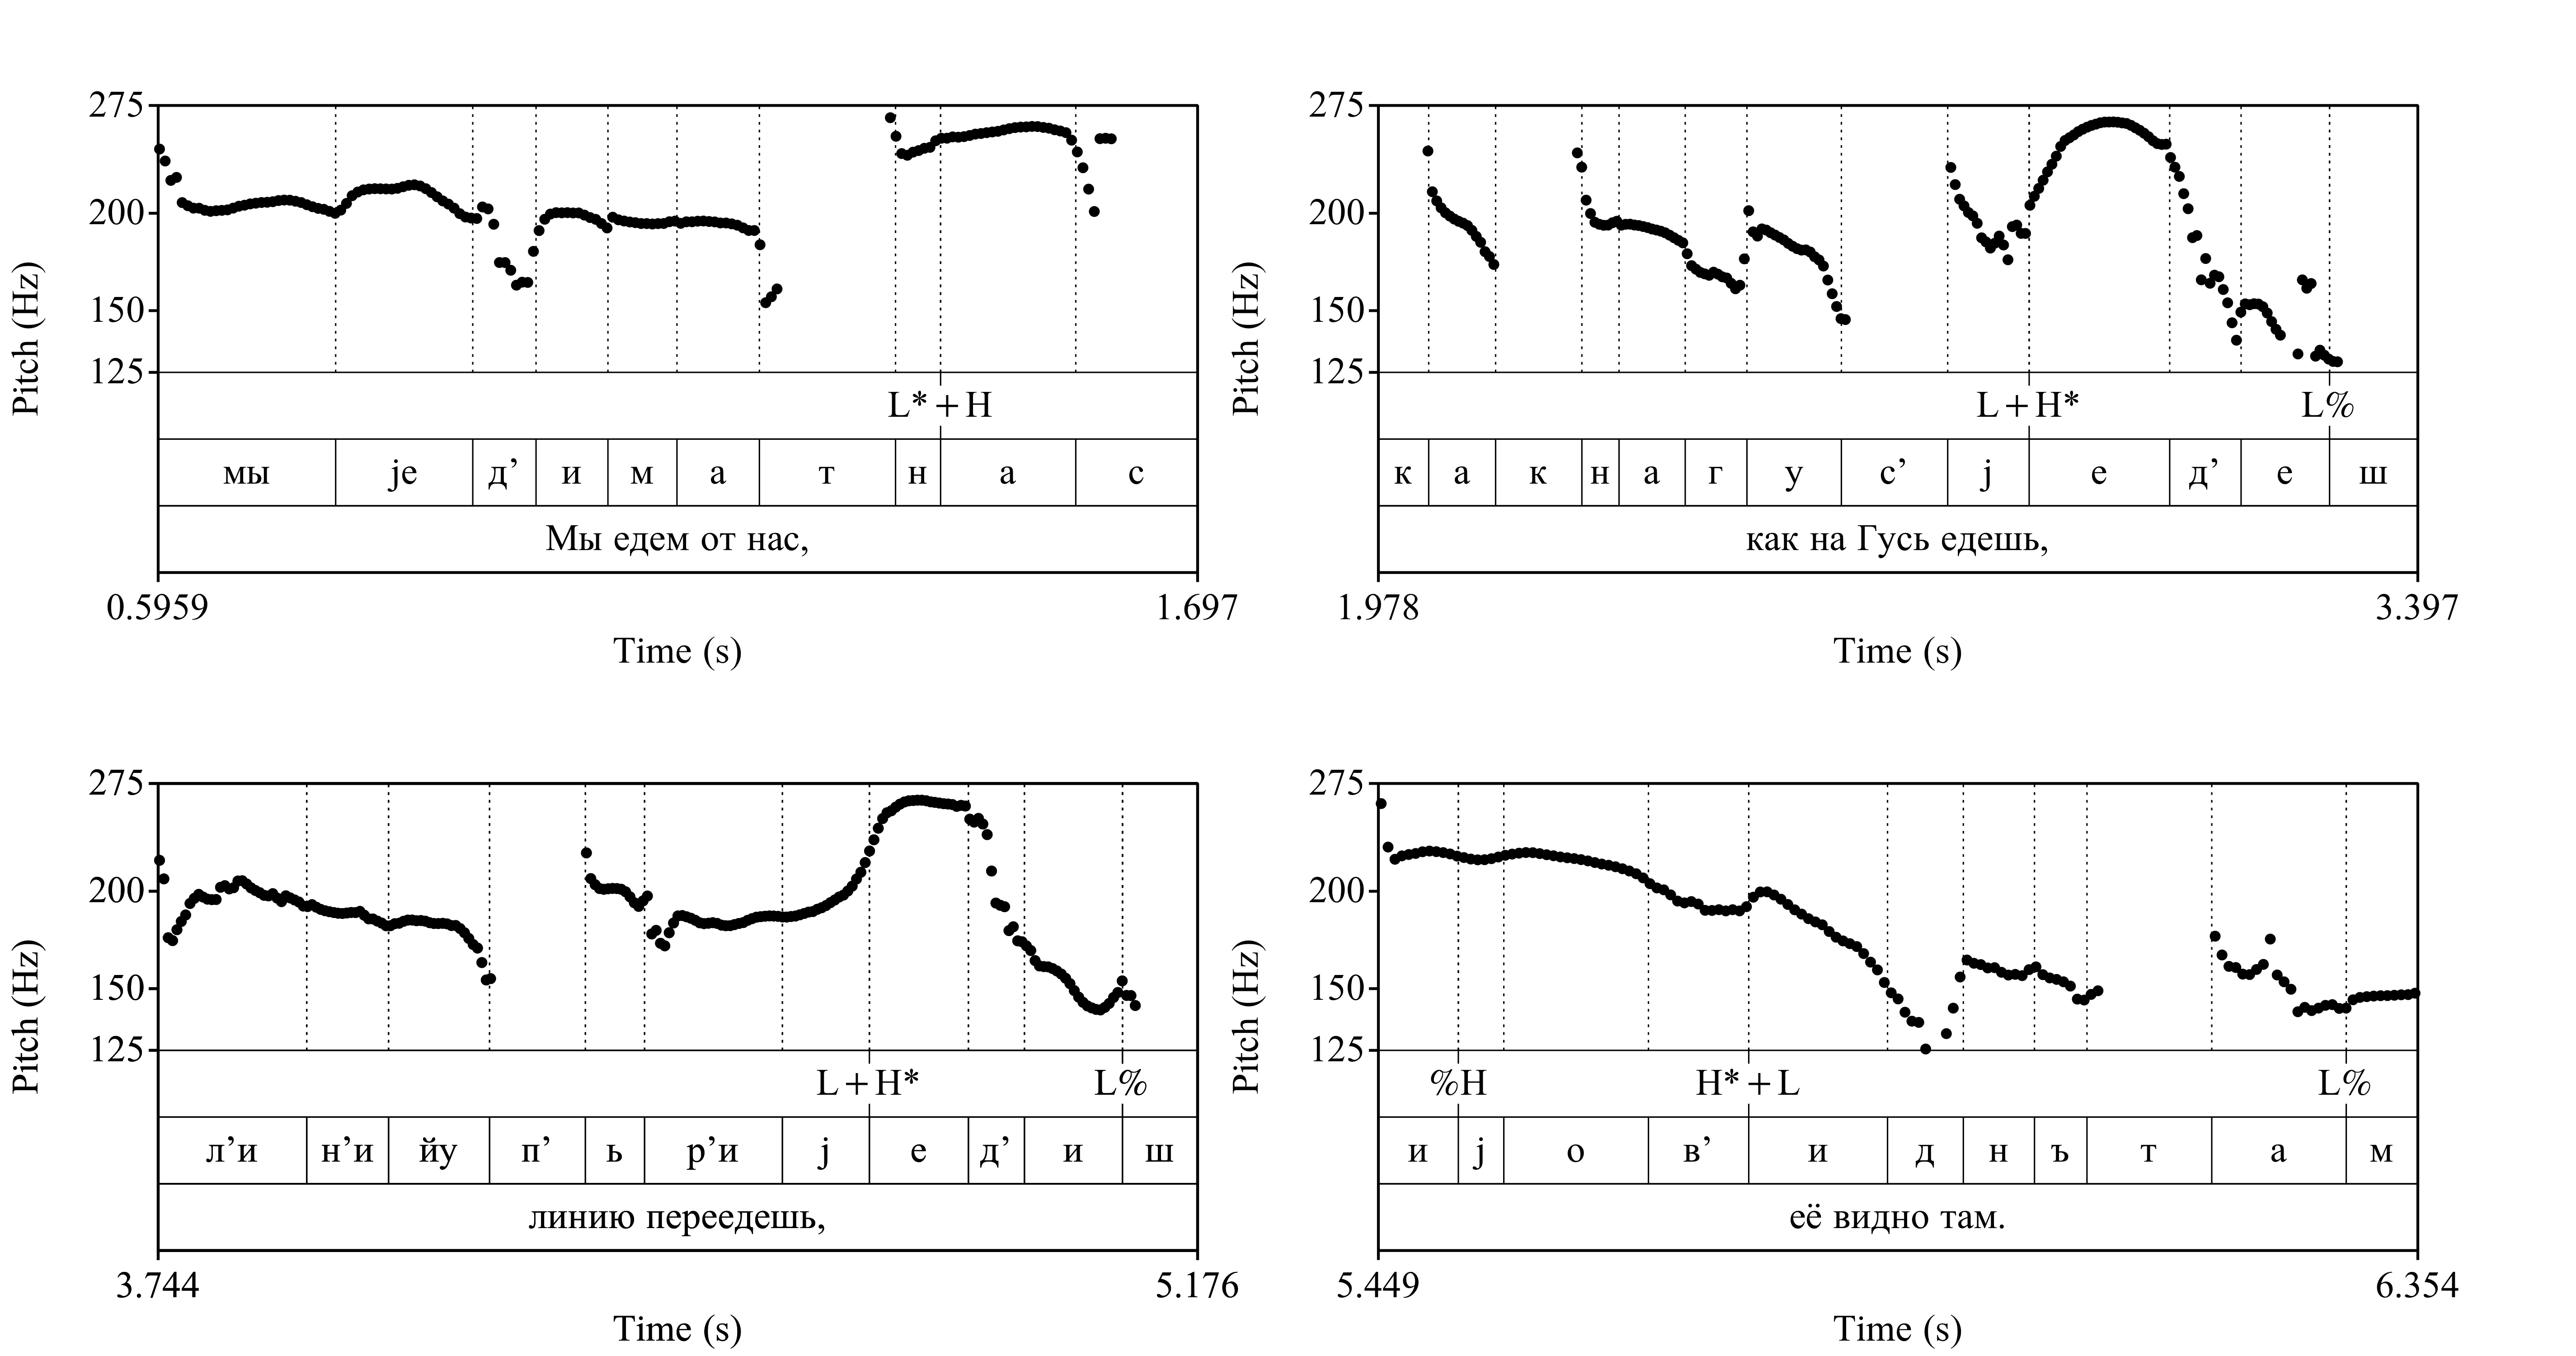 275
200
150
125
Pitch (Hz)
L* + H
мы је д’ и м а т н а с
Мы едем от нас,
0.5959 1.697
Time (s)
275
200
150
125
Pitch (Hz)
L + H* L%
к а к н а г у с’ ј е д’ е ш
как на Гусь едешь,
1.978 3.397
Time (s)
275
200
150
125
Pitch (Hz)
L + H* L%
л’и н’и йу п’ ь р’и ј е д’ и ш
линию переедешь,
3.744 5.176
Time (s)
275
200
150
125
Pitch (Hz)
%H H* + L L%
и ј о в’ и д н ъ т а м
её видно там.
5.449 6.354
Time (s)